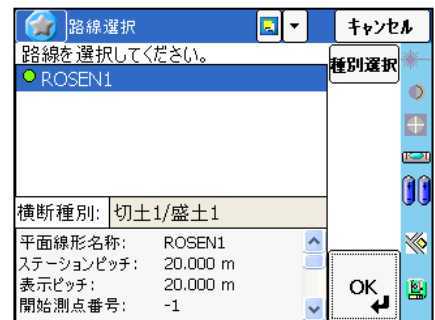 路線選択
キャンセル
路線を選択してください。
種別選択
ROSEN1
横断種別: 切土1/盛土1
平面線形名称: ROSEN1
ステーションピッチ: 20.000 m
表示ピッチ: 20.000 m
開始測点番号: -1
OK